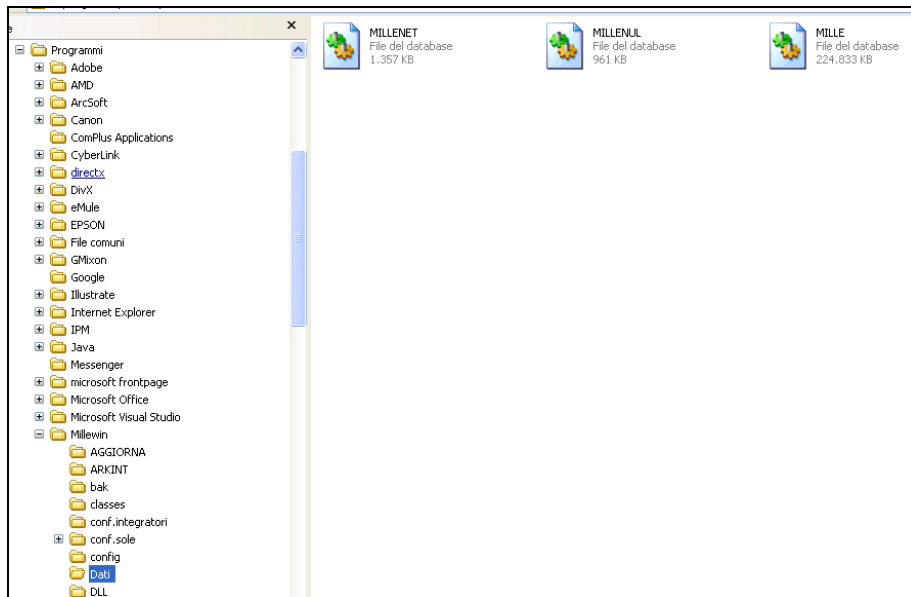 Programmi
Adobe
AMD
ArcSoft
Canon
ComPlus Applications
CyberLink
directx
DivX
eMule
EPSON
File comuni
GMixon
Google
Illustrate
Internet Explorer
IPM
Java
Messenger
microsoft frontpage
Microsoft Office
Microsoft Visual Studio
Millewin
AGGIORNA
ARKINT
bak
classes
conf.integratori
conf.sole
config
Dati
DLL
MILLENET
File del database
1.357 KB
MILLENUL
File del database
961 KB
MILLE
File del database
224.833 KB